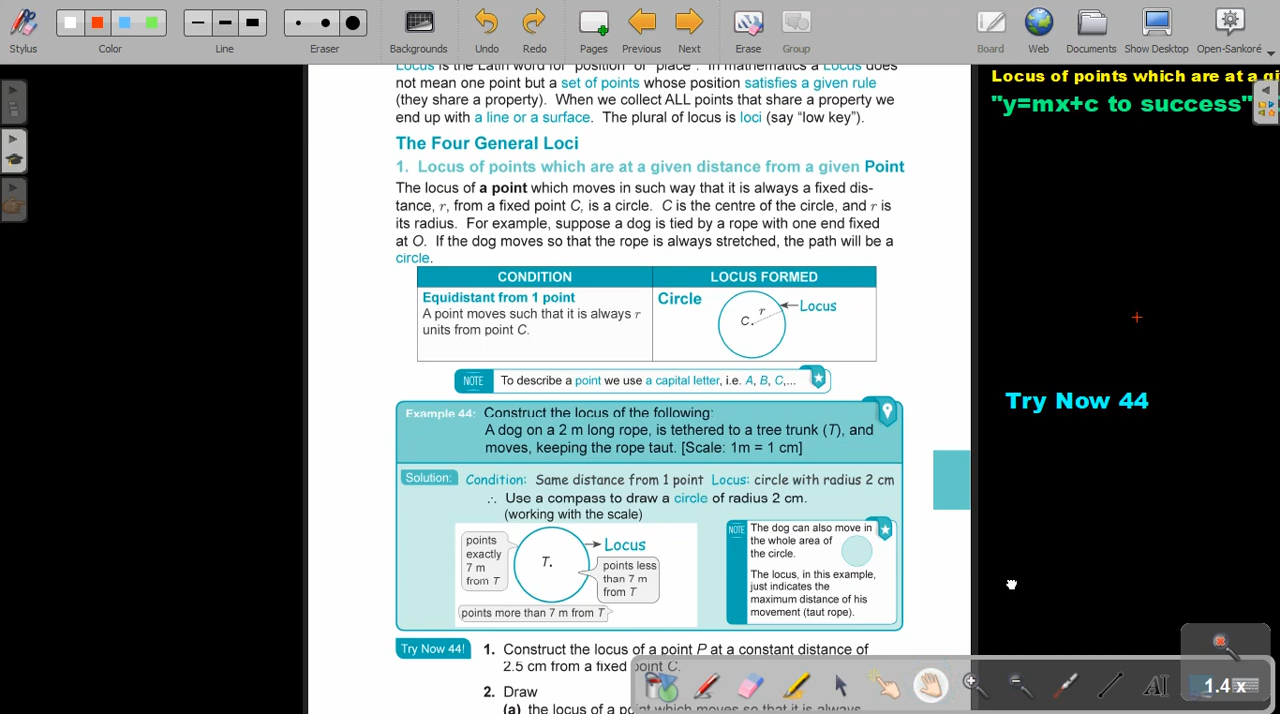 Stylus Color Line Eraser Backgrounds Undo Redo Pages Previous Next Erase Group Board Web Documents Show Desktop Open-Sankoré
Locus is the Latin word for "position" or "place". In mathematics a Locus does
not mean one point but a set of points whose position satisfies a given rule
(they share a property). When we collect ALL points that share a property we
end up with a line or a surface. The plural of locus is loci (say "low key").
The Four General Loci
1. Locus of points which are at a given distance from a given Point
The locus of a point which moves in such way that it is always a fixed dis-
tance, r, from a fixed point C, is a circle. C is the centre of the circle, and r is
its radius. For example, suppose a dog is tied by a rope with one end fixed
at O. If the dog moves so that the rope is always stretched, the path will be a
circle.
CONDITION LOCUS FORMED
Equidistant from 1 point
A point moves such that it is always r
units from point C.
Circle
C. r
Locus
NOTE To describe a point we use a capital letter, i.e. A, B, C,...
Example 44: Construct the locus of the following:
A dog on a 2 m long rope, is tethered to a tree trunk (T), and
moves, keeping the rope taut. [Scale: 1m = 1 cm]
Solution: Condition: Same distance from 1 point Locus: circle with radius 2 cm
∴ Use a compass to draw a circle of radius 2 cm.
(working with the scale)
points
exactly
7 m
from T
T.
Locus
points less
than 7 m
from T
points more than 7 m from T
NOTE The dog can also move in
the whole area of
the circle.
The locus, in this example,
just indicates the
maximum distance of his
movement (taut rope).
Try Now 44! 1. Construct the locus of a point P at a constant distance of
2.5 cm from a fixed point C.
2. Draw
(a) the locus of a point which moves so that it is always
Locus of points which are at a gi
"y=mx+c to success"
Try Now 44
1.4 x